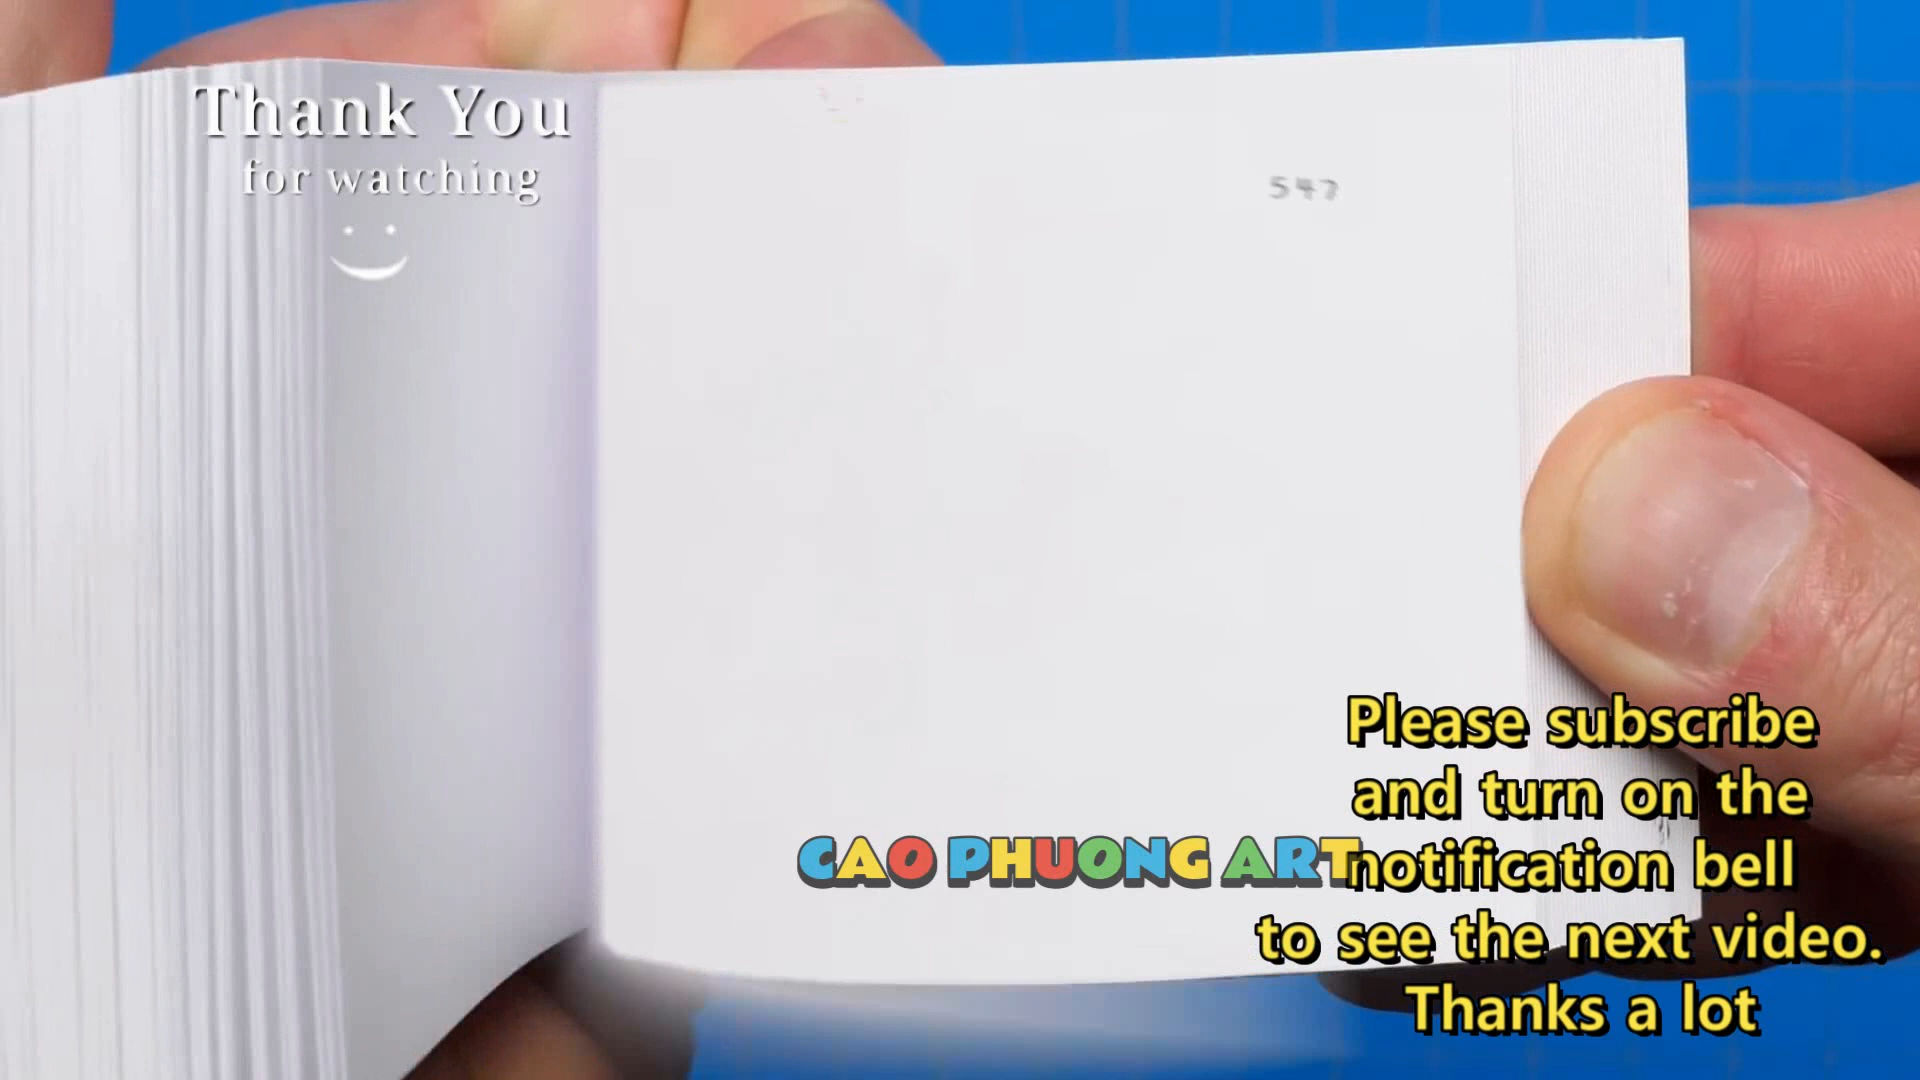 Thank You
for watching
547
CAO PHUONG ART
Please subscribe
and turn on the
notification bell
to see the next video.
Thanks a lot